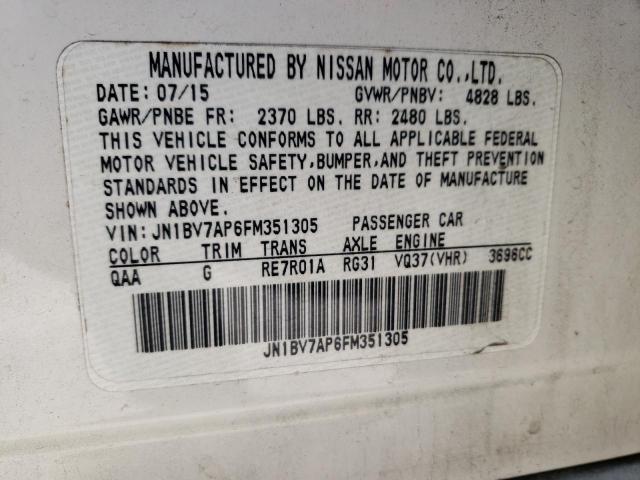 MANUFACTURED BY NISSAN MOTOR CO.,LTD.
DATE: 07/15 GVWR/PNBV: 4828 LBS.
GAWR/PNBE FR: 2370 LBS. RR: 2480 LBS.
THIS VEHICLE CONFORMS TO ALL APPLICABLE FEDERAL
MOTOR VEHICLE SAFETY,BUMPER,AND THEFT PREVENTION
STANDARDS IN EFFECT ON THE DATE OF MANUFACTURE
SHOWN ABOVE.
VIN: JN1BV7AP6FM351305 PASSENGER CAR
COLOR TRIM TRANS AXLE ENGINE
QAA G RE7R01A RG31 VQ37(VHR) 3696CC
JN1BV7AP6FM351305